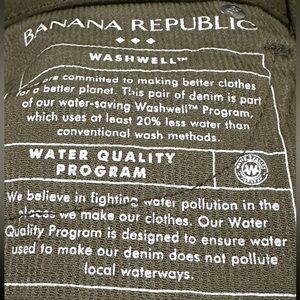 BANANA REPUBLIC
WASHWELL™
are committed to making better clothes
for a better planet. This pair of denim is part
of our water-saving Washwell™ Program,
which uses at least 20% less water than
conventional wash methods.
WATER QUALITY
PROGRAM
We believe in fighting water pollution in the
places we make our clothes. Our Water
Quality Program is designed to ensure water
used to make our denim does not pollute
local waterways.